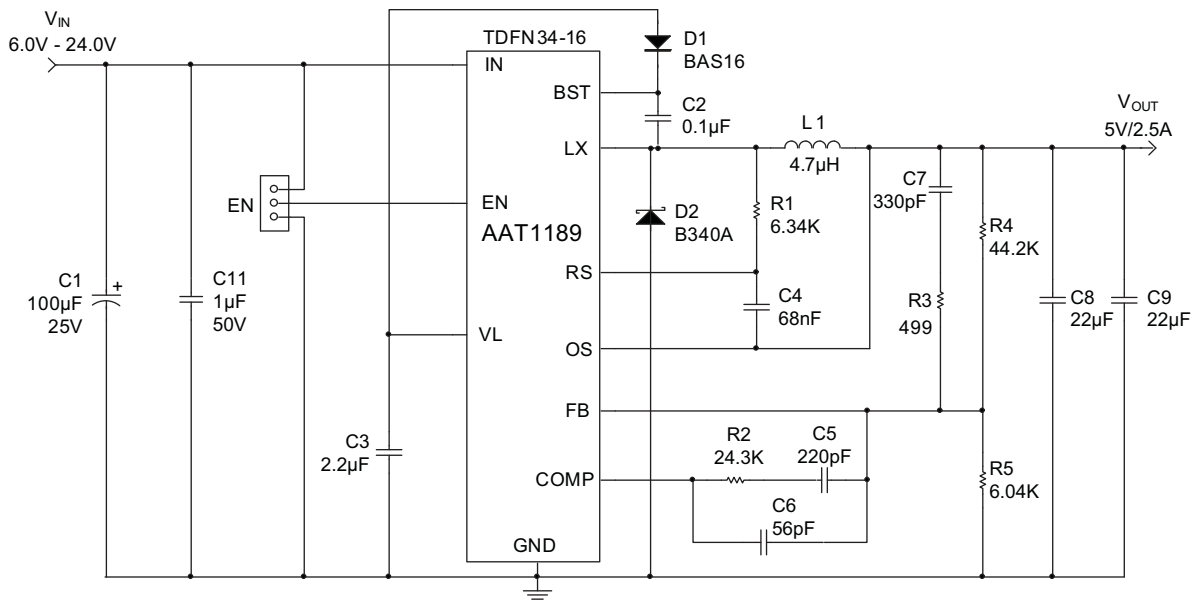 V_IN
6.0V - 24.0V
TDFN34-16
IN
D1
BAS16
BST
C2
0.1µF
LX
L1
4.7µH
V_OUT
5V/2.5A
EN
EN
AAT1189
D2
B340A
R1
6.34K
C7
330pF
R4
44.2K
RS
C1
100µF
25V
+
C11
1µF
50V
C4
68nF
R3
499
C8
22µF
C9
22µF
VL
OS
FB
C3
2.2µF
R2
24.3K
C5
220pF
COMP
C6
56pF
R5
6.04K
GND